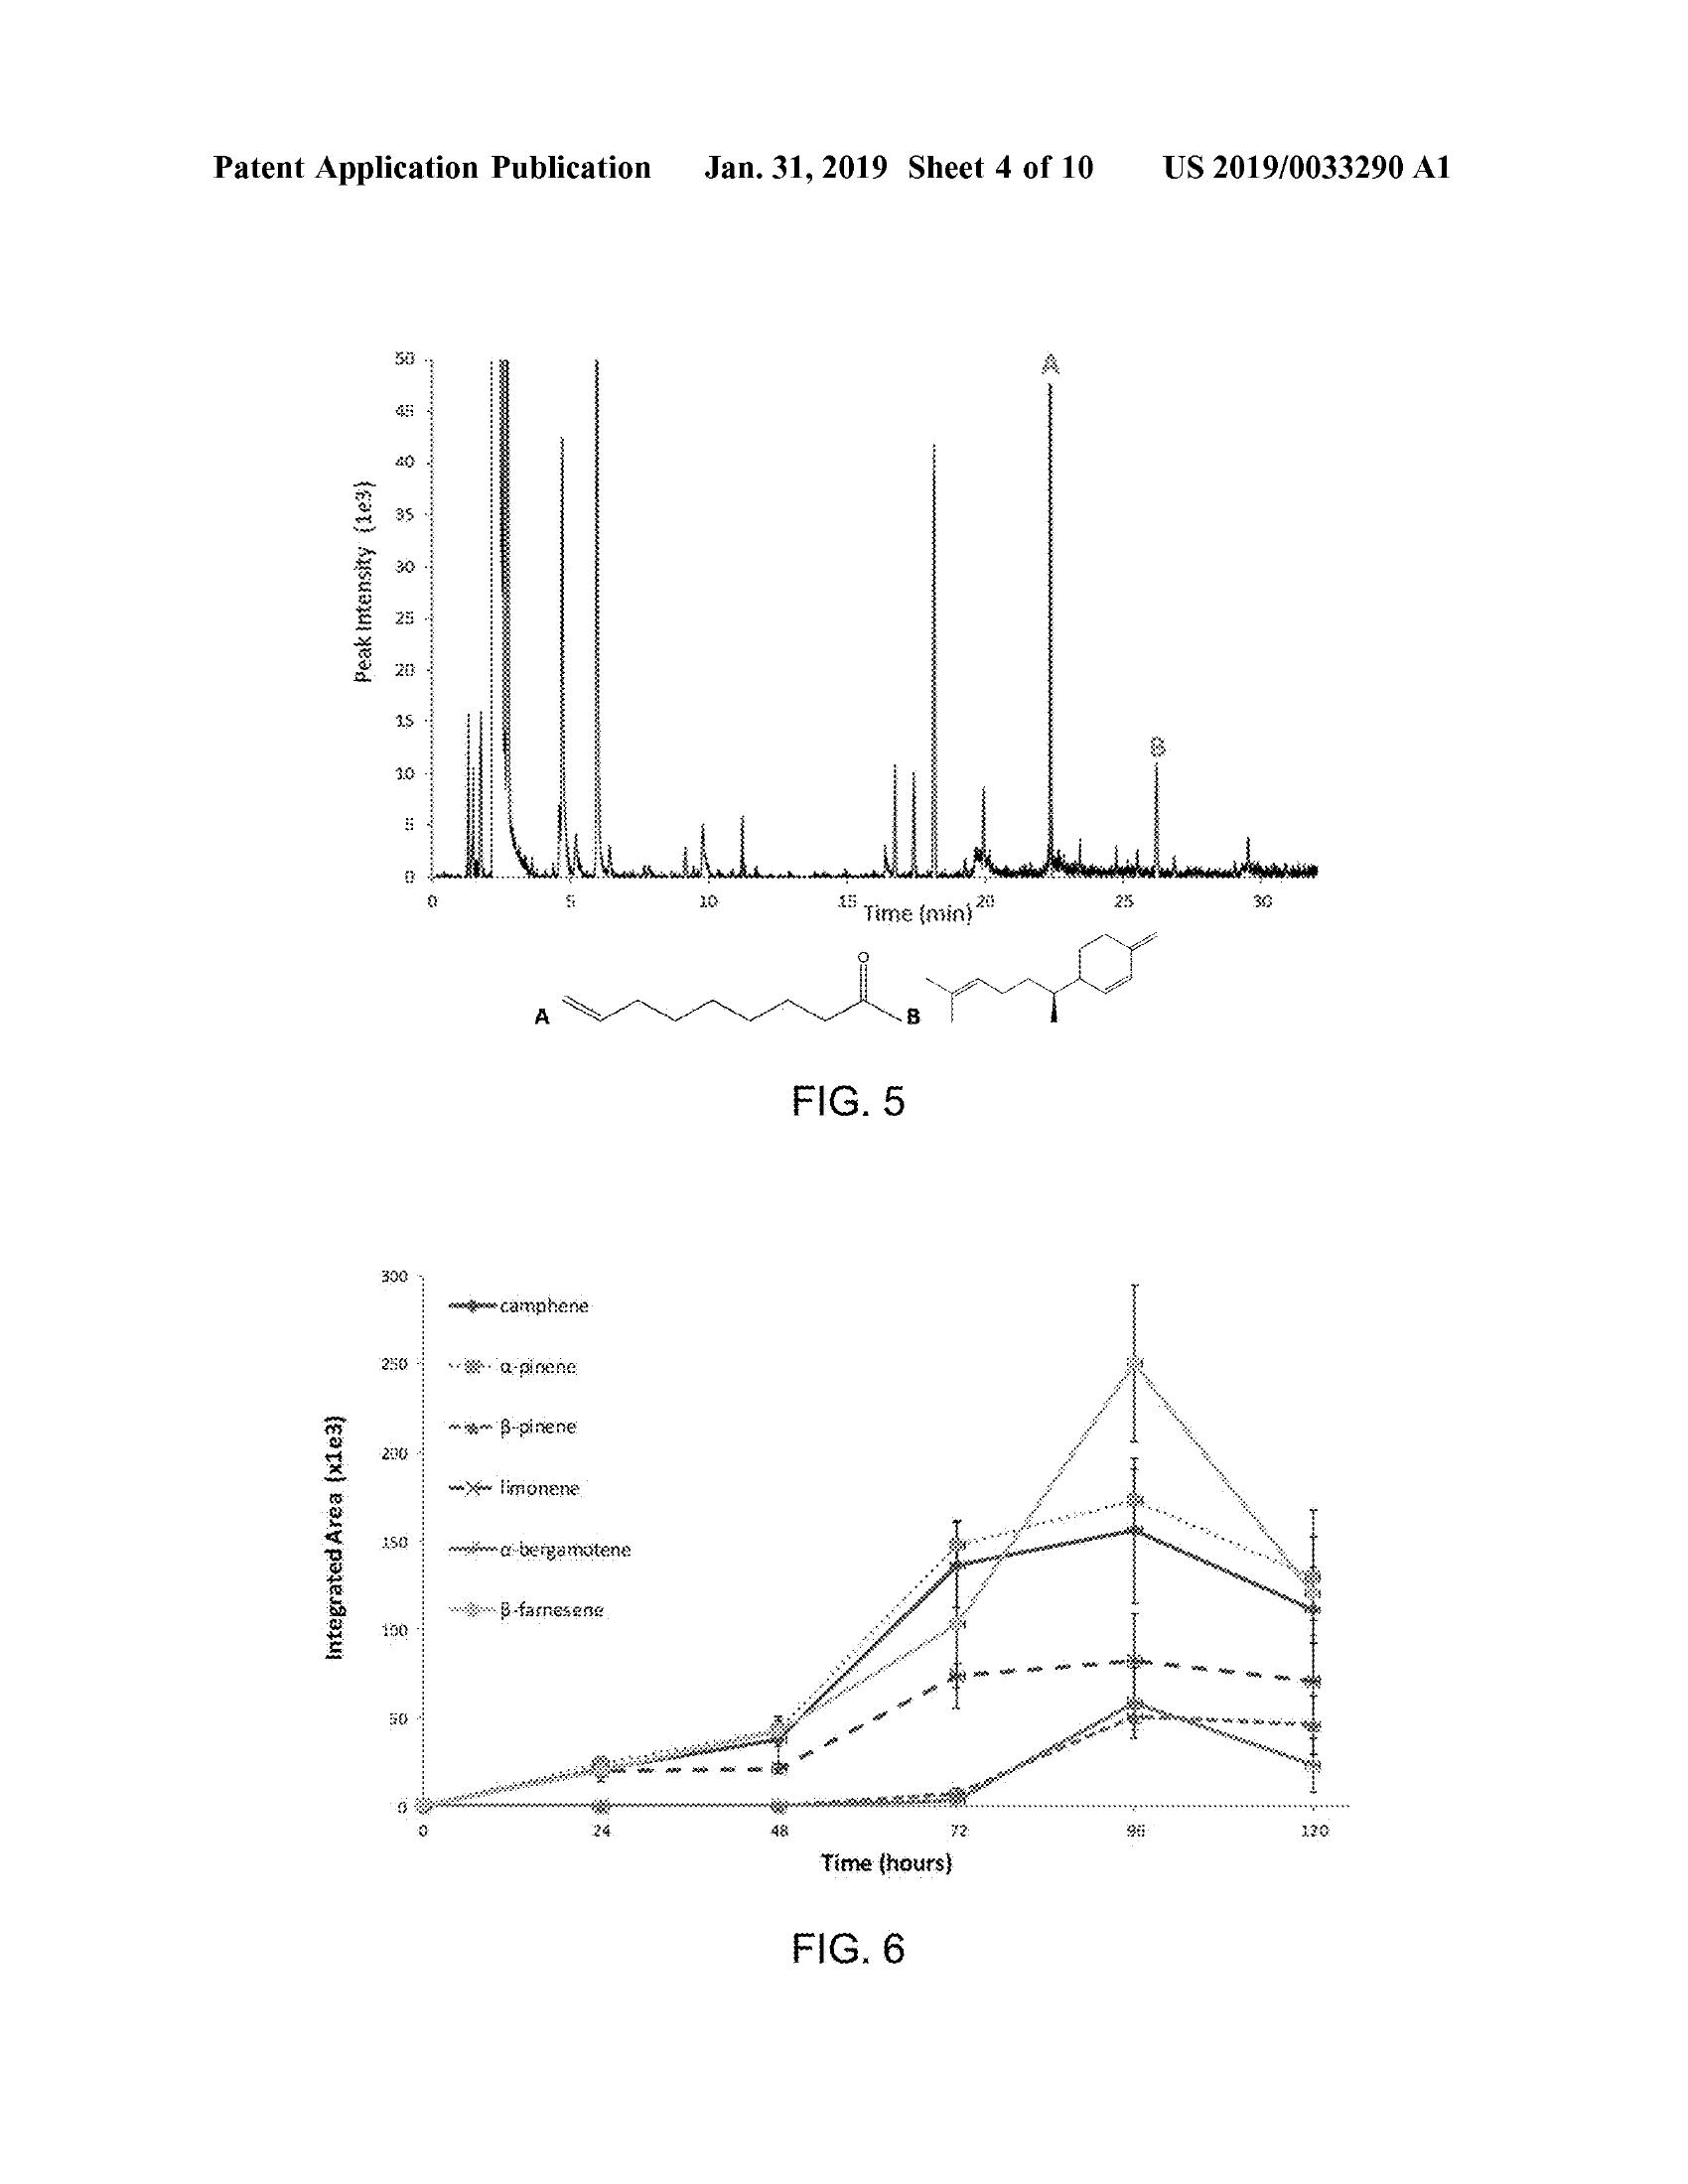 Patent Application Publication Jan. 31, 2019 Sheet 4 of 10 US 2019/0033290 A1
50
45
40
35
30
25
20
15
10
5
0
Peak Intensity (1e3)
A
B
0 5 10 15 20 25 30
Time (min)
O
A
B
FIG. 5
300
250
200
150
100
50
0
Integrated Area (x1e3)
camphene
α-pinene
β-pinene
limonene
α-bergamotene
β-farnesene
0 24 48 72 96 120
Time (hours)
FIG. 6